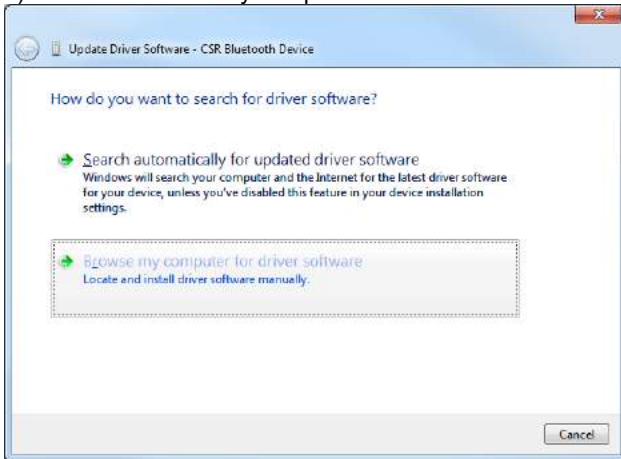 Update Driver Software - CSR Bluetooth Device
How do you want to search for driver software?
Search automatically for updated driver software
Windows will search your computer and the Internet for the latest driver software
for your device, unless you've disabled this feature in your device installation
settings.
Browse my computer for driver software
Locate and install driver software manually.
Cancel